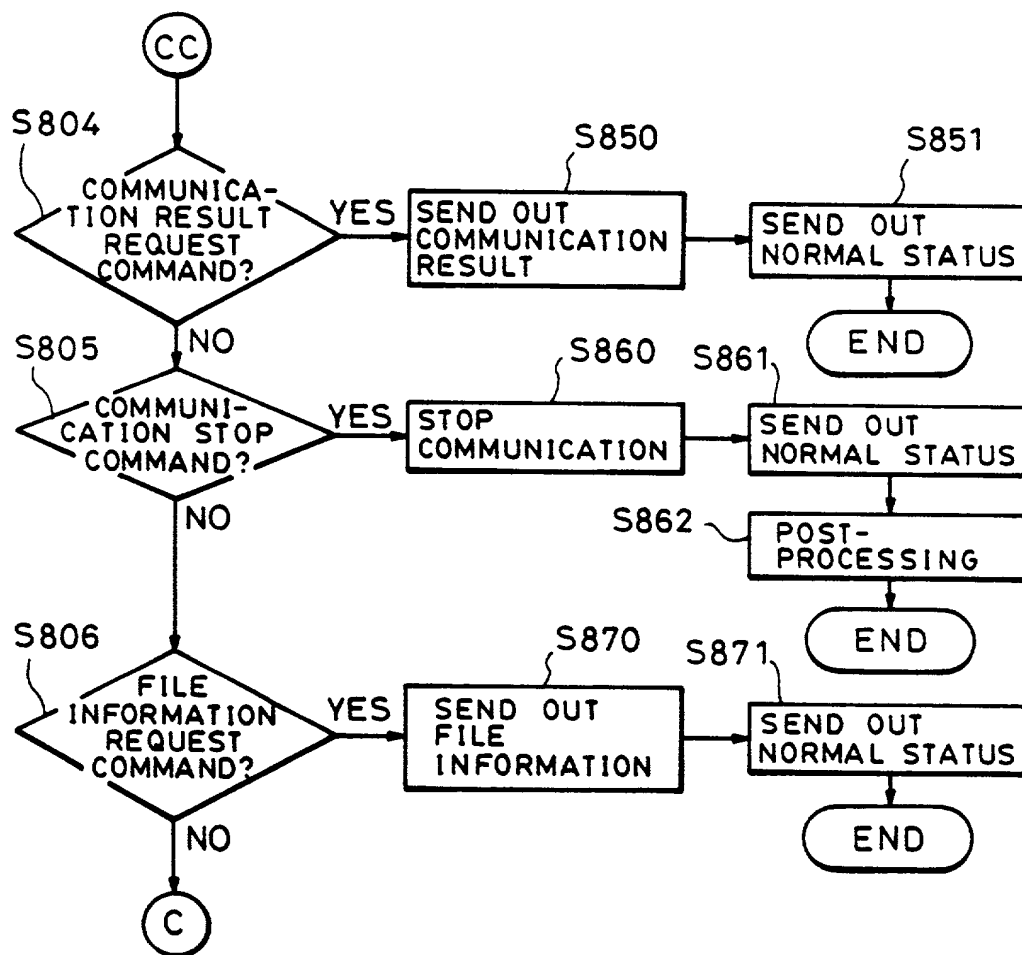 CC
S804
COMMUNICA-
TION RESULT
REQUEST
COMMAND?
YES
S850
SEND OUT
COMMUNICATION
RESULT
S851
SEND OUT
NORMAL STATUS
END
NO
S805
COMMUNI-
CATION STOP
COMMAND?
YES
S860
STOP
COMMUNICATION
S861
SEND OUT
NORMAL STATUS
S862
POST-
PROCESSING
END
NO
S806
FILE
INFORMATION
REQUEST
COMMAND?
YES
S870
SEND OUT
FILE
INFORMATION
S871
SEND OUT
NORMAL STATUS
END
NO
C